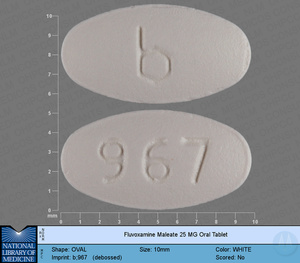 b
967
mm
Fluvoxamine Maleate 25 MG Oral Tablet
NATIONAL
LIBRARY OF
MEDICINE
Shape: OVAL Size: 10mm Color: WHITE
Imprint: b;967 (debossed) Scored: No